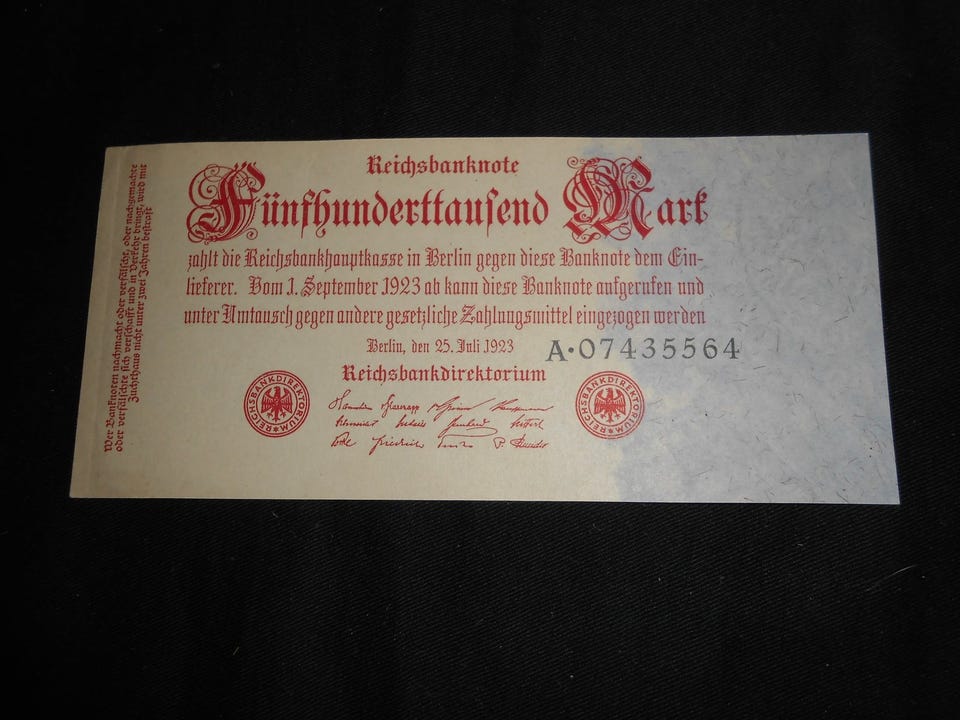 Reichsbanknote
Fünfhunderttausend Mark
zahlt die Reichsbankhauptkasse in Berlin gegen diese Banknote dem Ein-
lieferer. Vom 1. September 1923 ab kann diese Banknote aufgerufen und
unter Umtausch gegen andere gesetzliche Zahlungsmittel eingezogen werden
Berlin, den 25. Juli 1923
A·07435564
Reichsbankdirektorium
REICHSBANKDIREKTORIUM
REICHSBANKDIREKTORIUM
Wer Banknoten nachmacht oder verfälscht, oder nachgemachte
oder verfälschte sich verschafft und in Verkehr bringt, wird mit
Zuchthaus nicht unter zwei Jahren bestraft